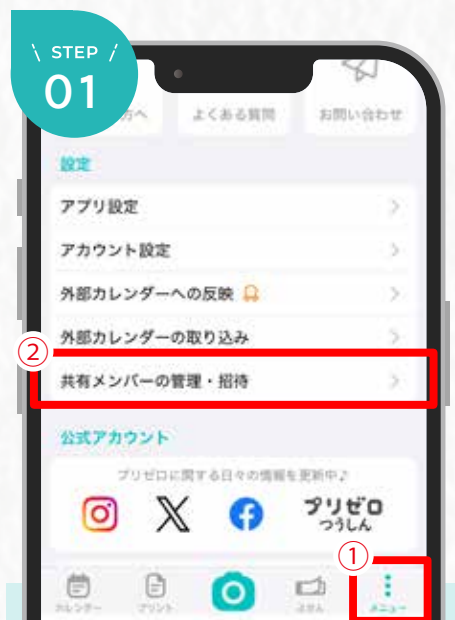 STEP
01
方へ
よくある質問
お問い合わせ
設定
アプリ設定
アカウント設定
外部カレンダーへの反映
外部カレンダーの取り込み
②
共有メンバーの管理・招待
公式アカウント
プリゼロに関する日々の情報を更新中♪
プリゼロ
つうしん
①
カレンダー
プリント
メニュー